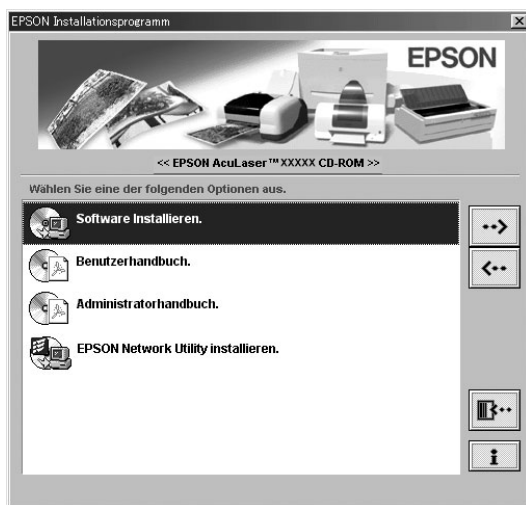 EPSON Installationsprogramm
EPSON
<< EPSON AcuLaser™ XXXXX CD-ROM >>
Wählen Sie eine der folgenden Optionen aus.
Software Installieren.
Benutzerhandbuch.
Administratorhandbuch.
EPSON Network Utility installieren.